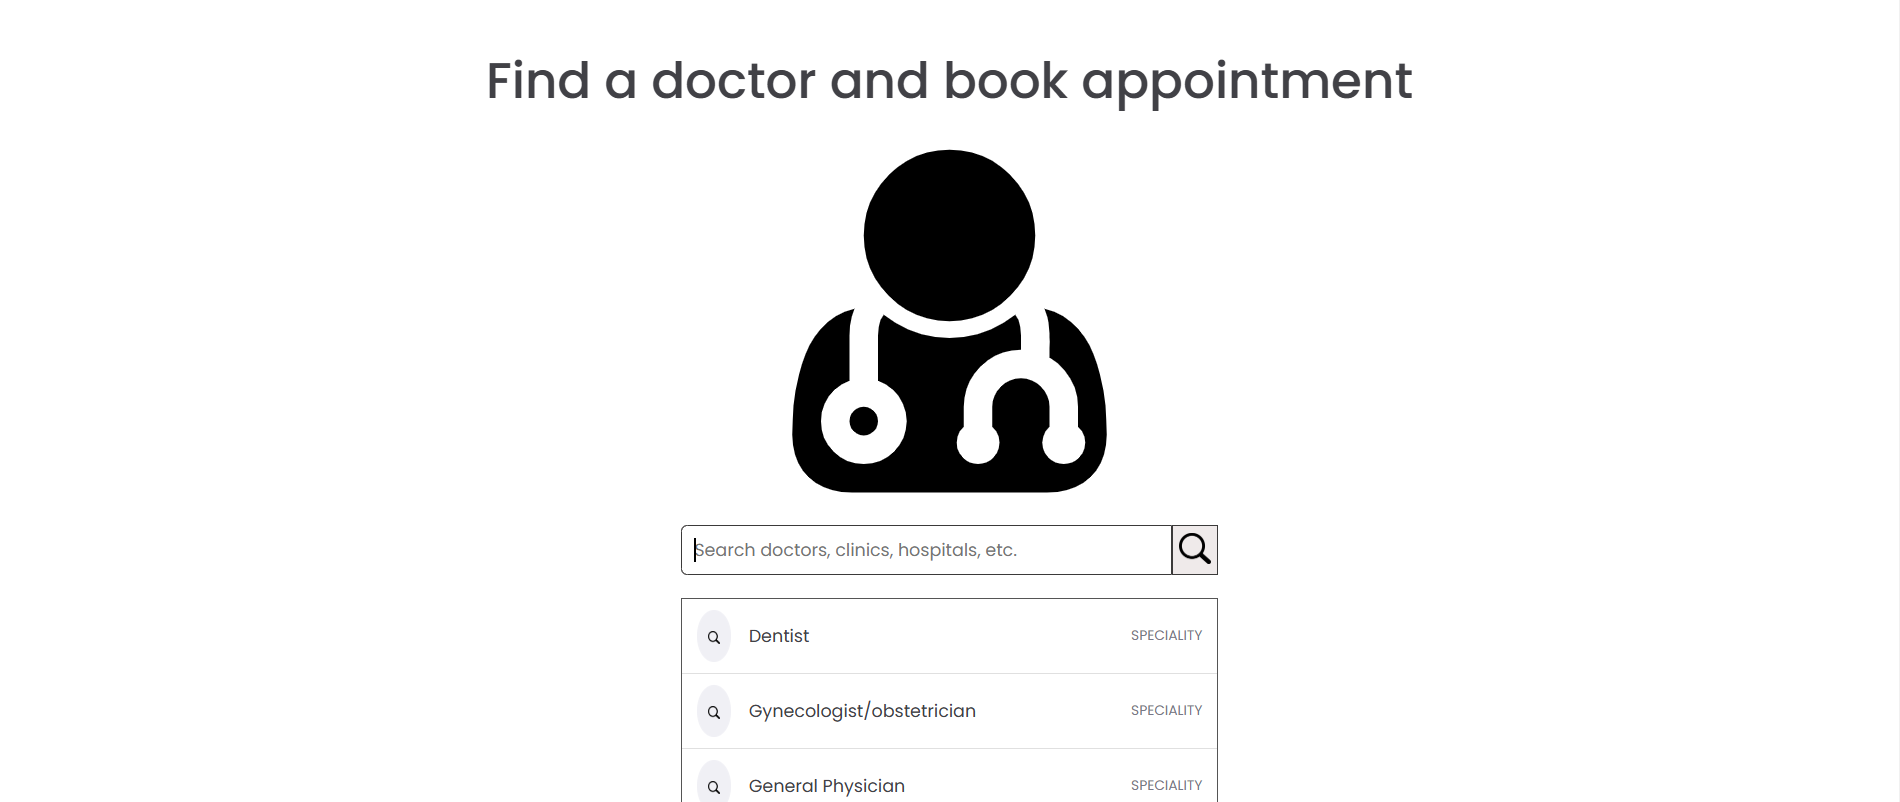 Find a doctor and book appointment
Search doctors, clinics, hospitals, etc.
Dentist SPECIALITY
Gynecologist/obstetrician SPECIALITY
General Physician SPECIALITY